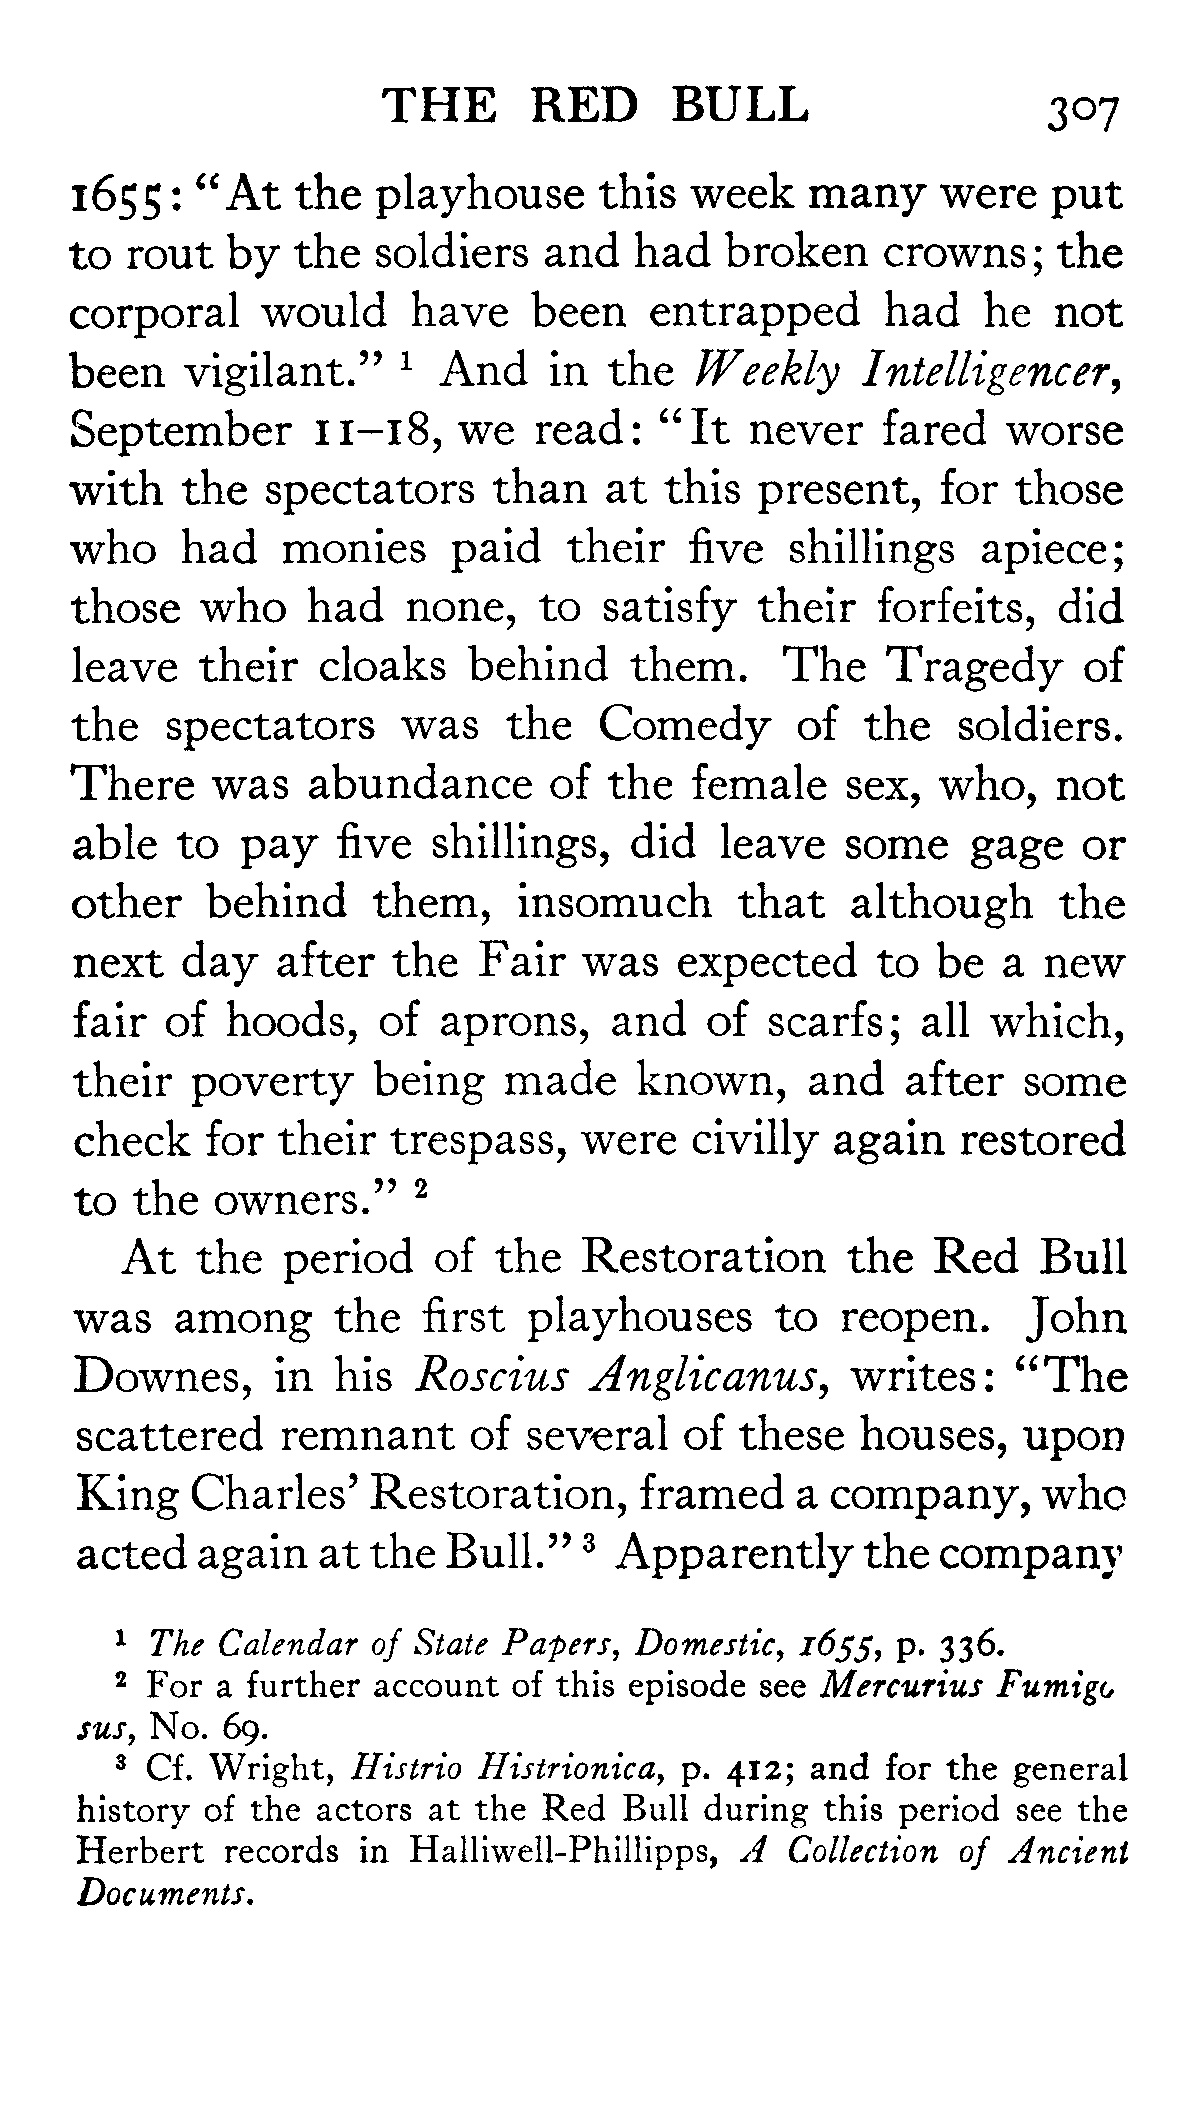 THE RED BULL 307
1655: “At the playhouse this week many were put
to rout by the soldiers and had broken crowns; the
corporal would have been entrapped had he not
been vigilant.” ¹ And in the Weekly Intelligencer,
September 11–18, we read: “It never fared worse
with the spectators than at this present, for those
who had monies paid their five shillings apiece;
those who had none, to satisfy their forfeits, did
leave their cloaks behind them. The Tragedy of
the spectators was the Comedy of the soldiers.
There was abundance of the female sex, who, not
able to pay five shillings, did leave some gage or
other behind them, insomuch that although the
next day after the Fair was expected to be a new
fair of hoods, of aprons, and of scarfs; all which,
their poverty being made known, and after some
check for their trespass, were civilly again restored
to the owners.” ²
At the period of the Restoration the Red Bull
was among the first playhouses to reopen. John
Downes, in his Roscius Anglicanus, writes: “The
scattered remnant of several of these houses, upon
King Charles’ Restoration, framed a company, who
acted again at the Bull.” ³ Apparently the company
¹ The Calendar of State Papers, Domestic, 1655, p. 336.
² For a further account of this episode see Mercurius Fumigo
sus, No. 69.
³ Cf. Wright, Histrio Histrionica, p. 412; and for the general
history of the actors at the Red Bull during this period see the
Herbert records in Halliwell-Phillipps, A Collection of Ancient
Documents.